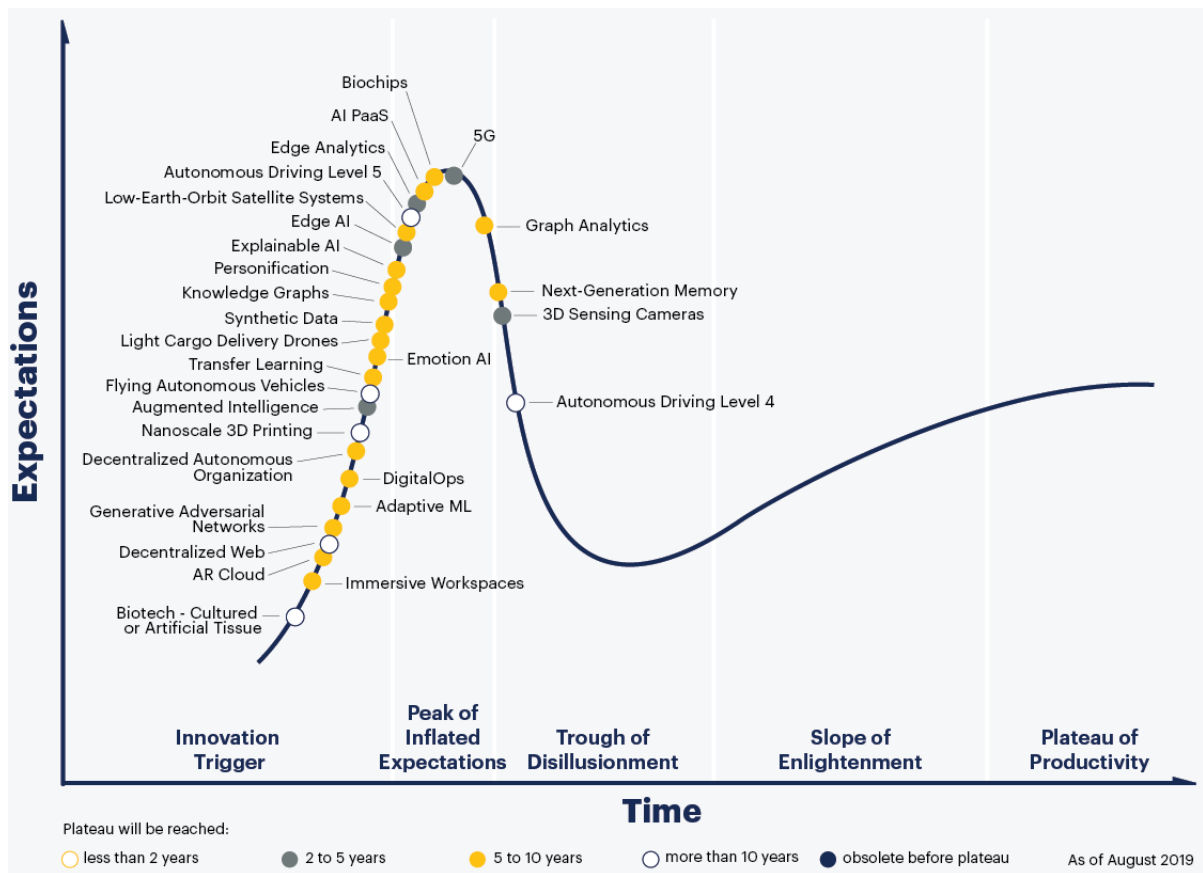 Biochips
AI PaaS
5G
Edge Analytics
Autonomous Driving Level 5
Low-Earth-Orbit Satellite Systems
Edge AI
Graph Analytics
Explainable AI
Personification
Knowledge Graphs
Next-Generation Memory
Synthetic Data
3D Sensing Cameras
Light Cargo Delivery Drones
Emotion AI
Transfer Learning
Flying Autonomous Vehicles
Augmented Intelligence
Autonomous Driving Level 4
Nanoscale 3D Printing
Decentralized Autonomous
Organization
DigitalOps
Adaptive ML
Generative Adversarial
Networks
Decentralized Web
AR Cloud
Immersive Workspaces
Biotech - Cultured
or Artificial Tissue
Expectations
Innovation
Trigger
Peak of
Inflated
Expectations
Trough of
Disillusionment
Slope of
Enlightenment
Plateau of
Productivity
Time
Plateau will be reached:
less than 2 years
2 to 5 years
5 to 10 years
more than 10 years
obsolete before plateau
As of August 2019